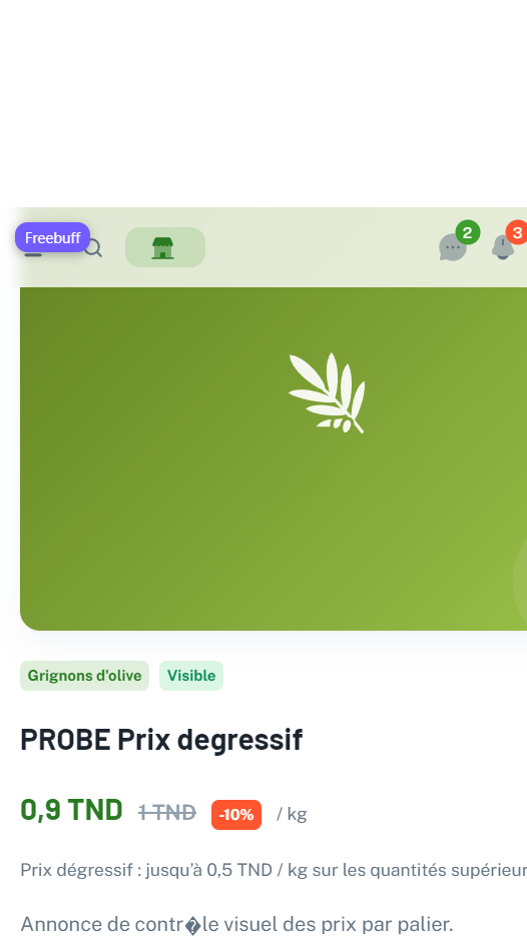 Freebuff
2
3
Grignons d'olive
Visible
PROBE Prix degressif
0,9 TND 1 TND -10% / kg
Prix dégressif : jusqu'à 0,5 TND / kg sur les quantités supérieur
Annonce de contr�le visuel des prix par palier.